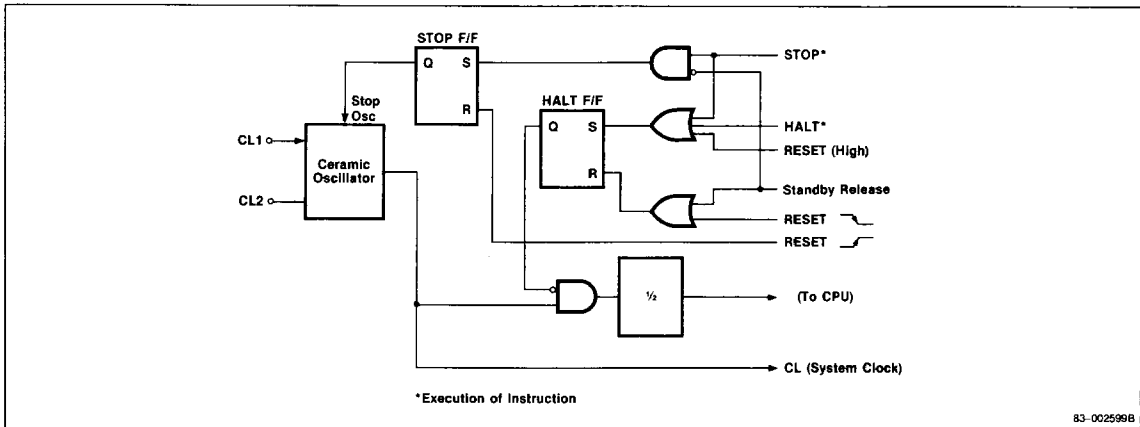 STOP F/F
Q S
R
STOP*
Stop
Osc
HALT F/F
Q S
R
HALT*
RESET (High)
CL1
Ceramic
Oscillator
CL2
Standby Release
RESET
RESET
½
(To CPU)
CL (System Clock)
*Execution of Instruction
83-002599B